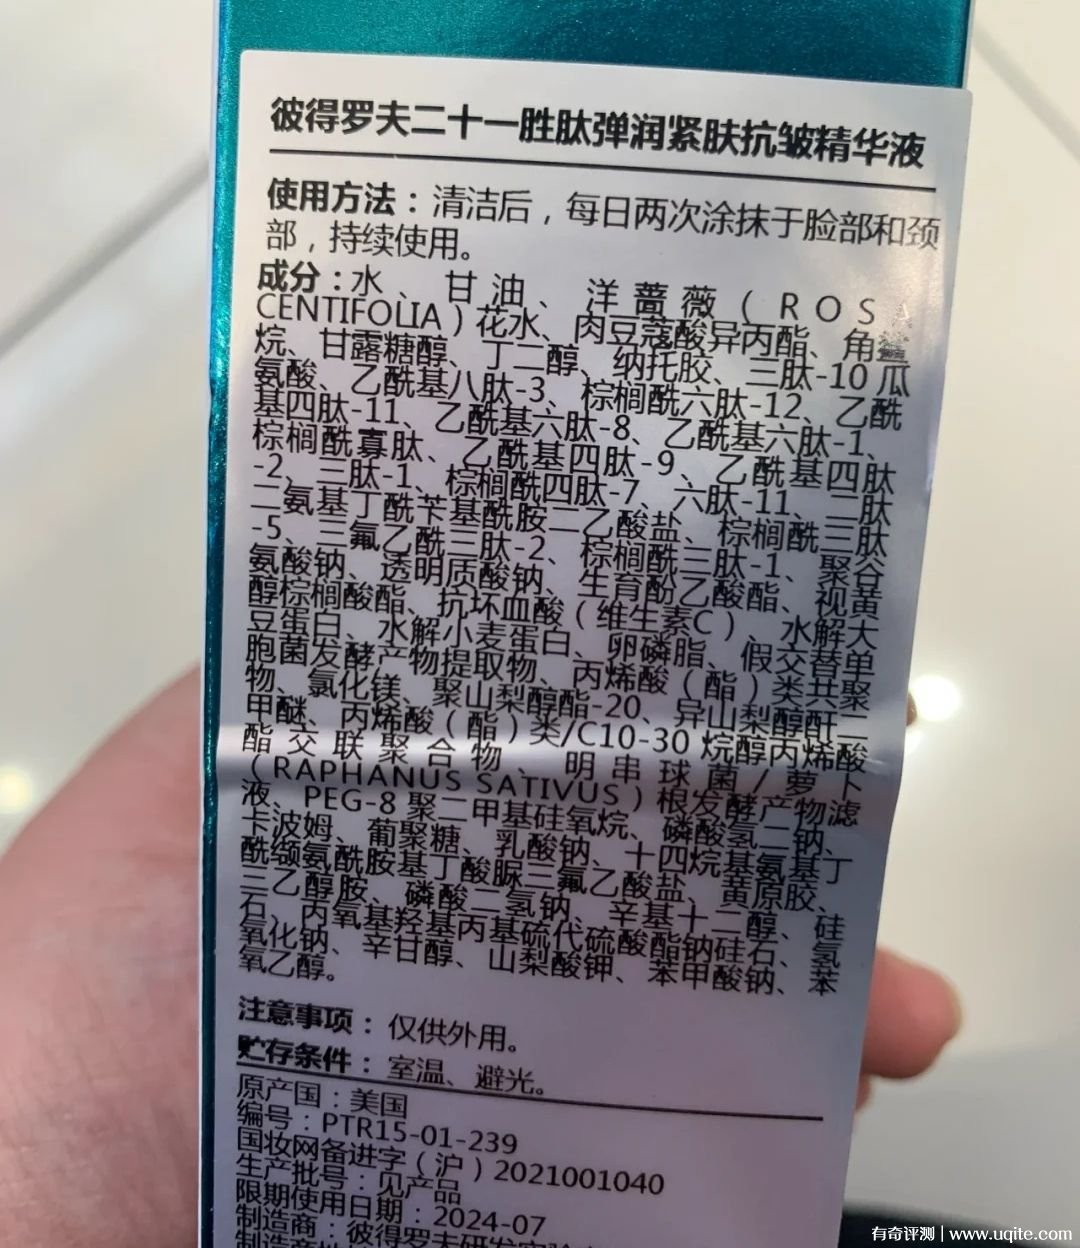 彼得罗夫二十一胜肽弹润紧肤抗皱精华液
使用方法：清洁后，每日两次涂抹于脸部和颈
部，持续使用。
成分：水、甘油、洋蔷薇（ROSA
CENTIFOLIA）花水、肉豆蔻酸异丙酯、角鲨
烷、甘露糖醇、丁二醇、纳托胶、三肽-10 瓜
氨酸、乙酰基八肽-3、棕榈酰六肽-12、乙酰
基四肽-11、乙酰基六肽-8、乙酰基六肽-1、
棕榈酰寡肽、乙酰基四肽-9、乙酰基四肽
-2、三肽-1、棕榈酰四肽-7、六肽-11、二肽
二氨基丁酰苄基酰胺二乙酸盐、棕榈酰三肽
-5、三氟乙酰三肽-2、棕榈酰三肽-1、聚谷
氨酸钠、透明质酸钠、生育酚乙酸酯、视黄
醇棕榈酸酯、抗坏血酸（维生素C）、水解大
豆蛋白、水解小麦蛋白、卵磷脂、假交替单
胞菌发酵产物提取物、丙烯酸（酯）类共聚
物、氯化镁、聚山梨醇酯-20、异山梨醇酐二
甲醚、丙烯酸（酯）类/C10-30 烷醇丙烯酸
酯交联聚合物、明串球菌/萝卜
（RAPHANUS SATIVUS）根发酵产物滤
液、PEG-8 聚二甲基硅氧烷、磷酸氢二钠、
卡波姆、葡聚糖、乳酸钠、十四烷基氨基丁
酰缬氨酰胺基丁酸脲三氟乙酸盐、黄原胶、
三乙醇胺、磷酸二氢钠、辛基十二醇、硅
石、丙氧基羟基丙基硫代硫酸酯钠硅石、氢
氧化钠、辛甘醇、山梨酸钾、苯甲酸钠、苯
氧乙醇。
注意事项：仅供外用。
贮存条件：室温、避光。
原产国：美国
编号：PTR15-01-239
国妆网备进字（沪）2021001040
生产批号：见产品
限期使用日期：2024-07
制造商：彼得罗夫研发实验
有奇评测 | www.uqite.com